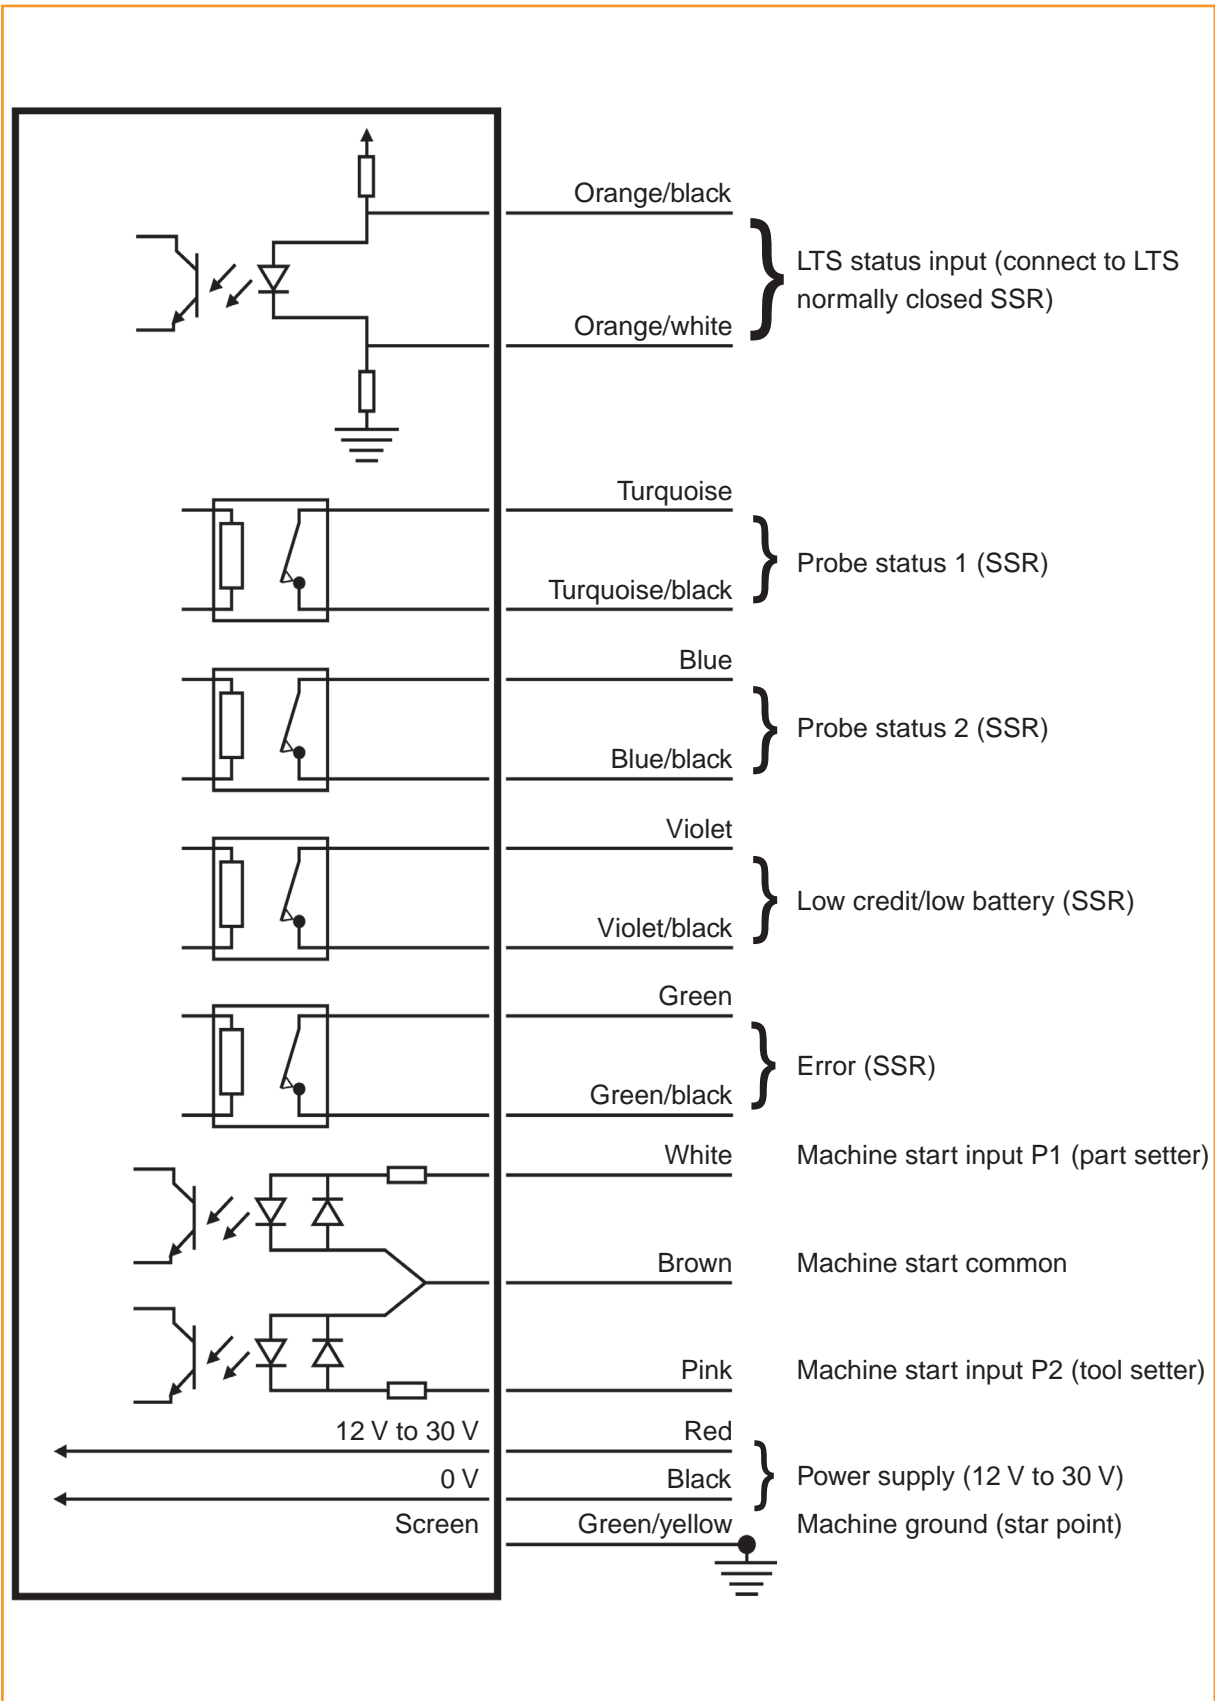 Orange/black
LTS status input (connect to LTS
normally closed SSR)
Orange/white
Turquoise
Probe status 1 (SSR)
Turquoise/black
Blue
Probe status 2 (SSR)
Blue/black
Violet
Low credit/low battery (SSR)
Violet/black
Green
Error (SSR)
Green/black
White Machine start input P1 (part setter)
Brown Machine start common
Pink Machine start input P2 (tool setter)
12 V to 30 V Red
Power supply (12 V to 30 V)
0 V Black
Screen Green/yellow Machine ground (star point)